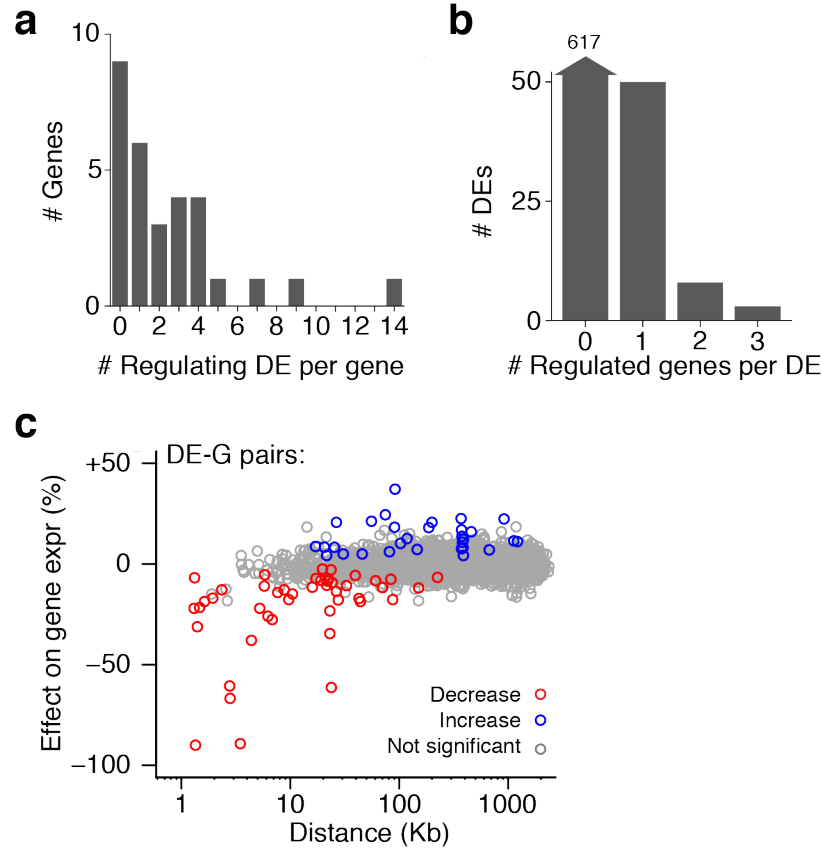 a
10
5
0
# Genes
0 2 4 6 8 10 12 14
# Regulating DE per gene
b
617
50
25
0
# DEs
0 1 2 3
# Regulated genes per DE
c
DE-G pairs:
+50
0
−50
−100
Effect on gene expr (%)
Decrease
Increase
Not significant
1 10 100 1000
Distance (Kb)